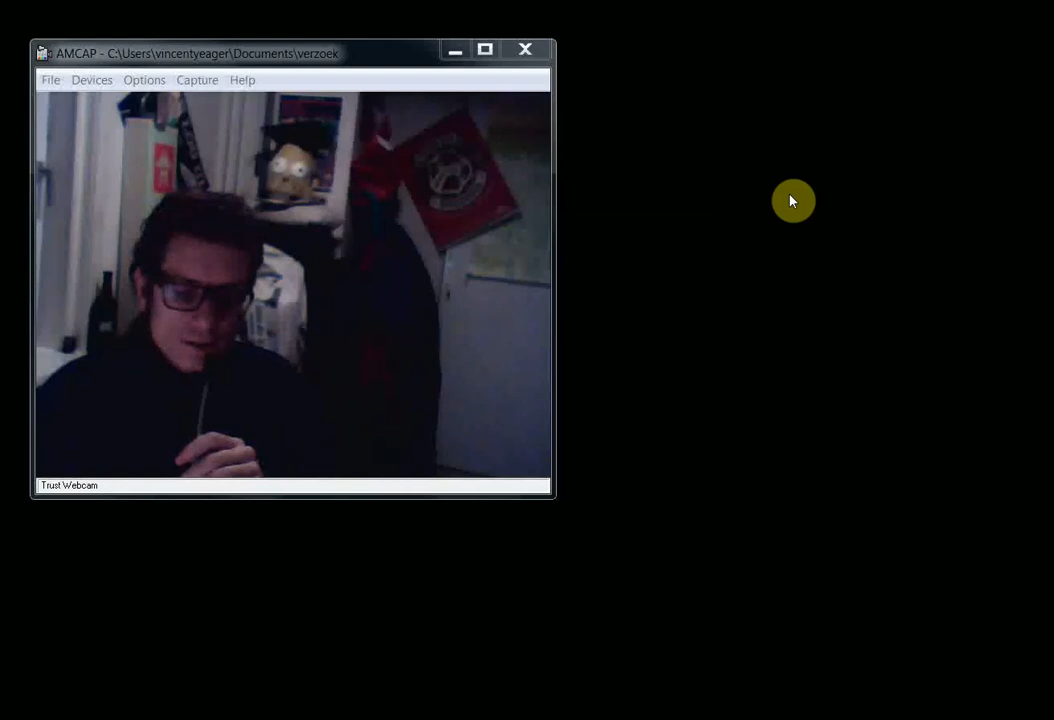 AMCAP - C:\Users\vincentyeager\Documents\verzoek
File Devices Options Capture Help
Trust Webcam